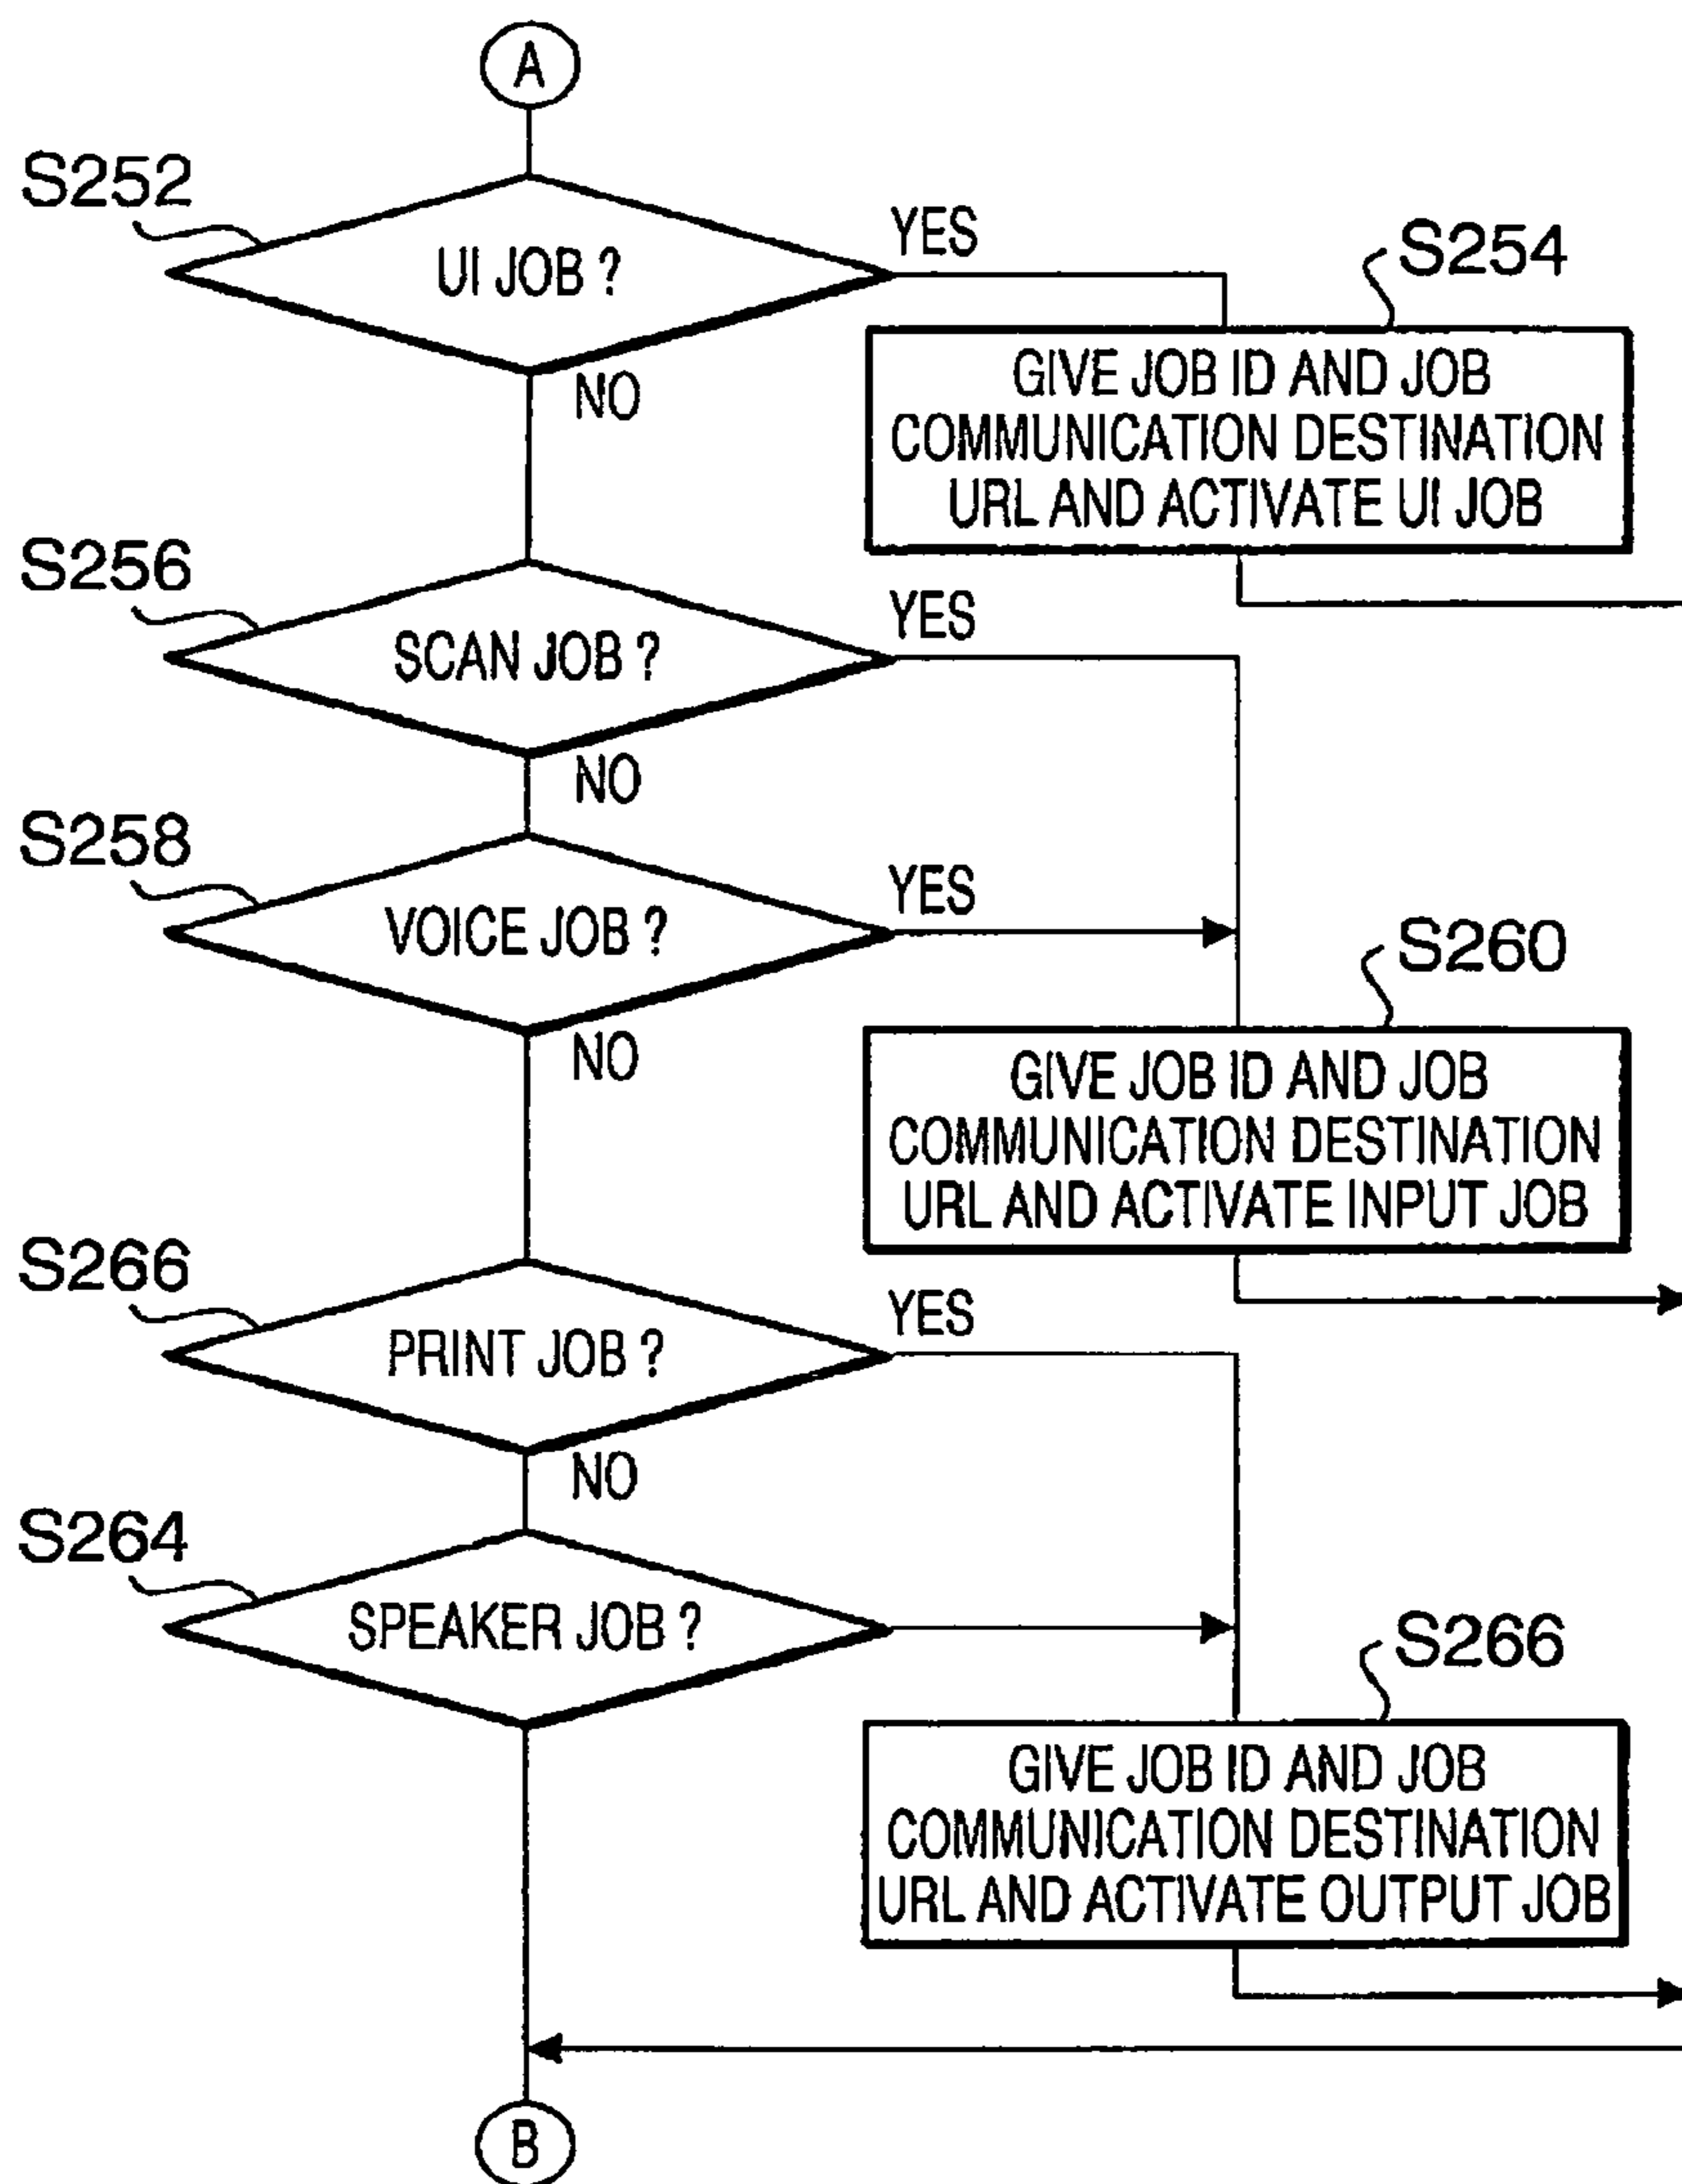 A
S252
UI JOB ?
YES
NO
S254
GIVE JOB ID AND JOB
COMMUNICATION DESTINATION
URL AND ACTIVATE UI JOB
S256
SCAN JOB ?
YES
NO
S258
VOICE JOB ?
YES
NO
S260
GIVE JOB ID AND JOB
COMMUNICATION DESTINATION
URL AND ACTIVATE INPUT JOB
S266
PRINT JOB ?
YES
NO
S264
SPEAKER JOB ?
S266
GIVE JOB ID AND JOB
COMMUNICATION DESTINATION
URL AND ACTIVATE OUTPUT JOB
B